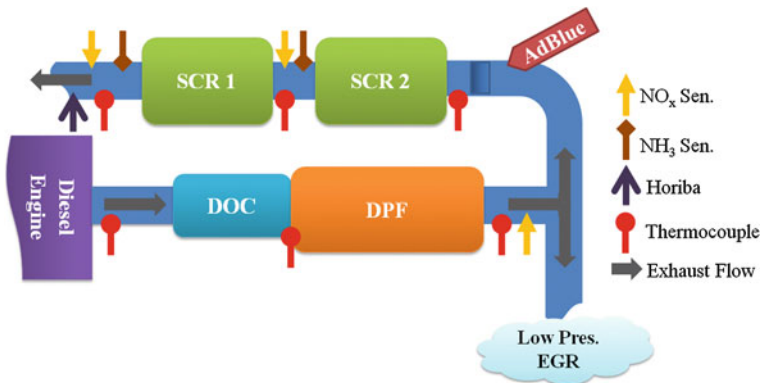 AdBlue
SCR 1
SCR 2
NOx Sen.
NH3 Sen.
Horiba
Thermocouple
Exhaust Flow
Diesel
Engine
DOC
DPF
Low Pres.
EGR